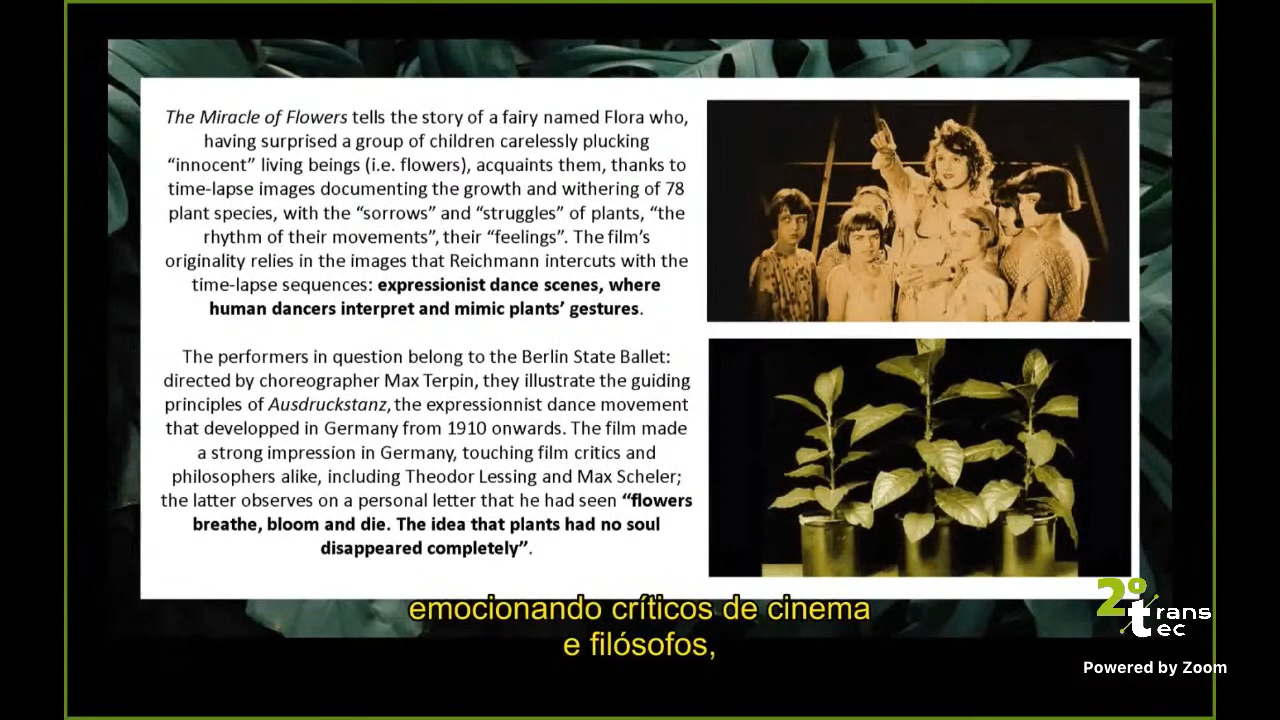 The Miracle of Flowers tells the story of a fairy named Flora who,
having surprised a group of children carelessly plucking
“innocent” living beings (i.e. flowers), acquaints them, thanks to
time-lapse images documenting the growth and withering of 78
plant species, with the “sorrows” and “struggles” of plants, “the
rhythm of their movements”, their “feelings”. The film’s
originality relies in the images that Reichmann intercuts with the
time-lapse sequences: expressionist dance scenes, where
human dancers interpret and mimic plants’ gestures.
The performers in question belong to the Berlin State Ballet:
directed by choreographer Max Terpin, they illustrate the guiding
principles of Ausdruckstanz, the expressionnist dance movement
that developped in Germany from 1910 onwards. The film made
a strong impression in Germany, touching film critics and
philosophers alike, including Theodor Lessing and Max Scheler;
the latter observes on a personal letter that he had seen “flowers
breathe, bloom and die. The idea that plants had no soul
disappeared completely”.
emocionando críticos de cinema
e filósofos,
2º
trans
tec
Powered by Zoom